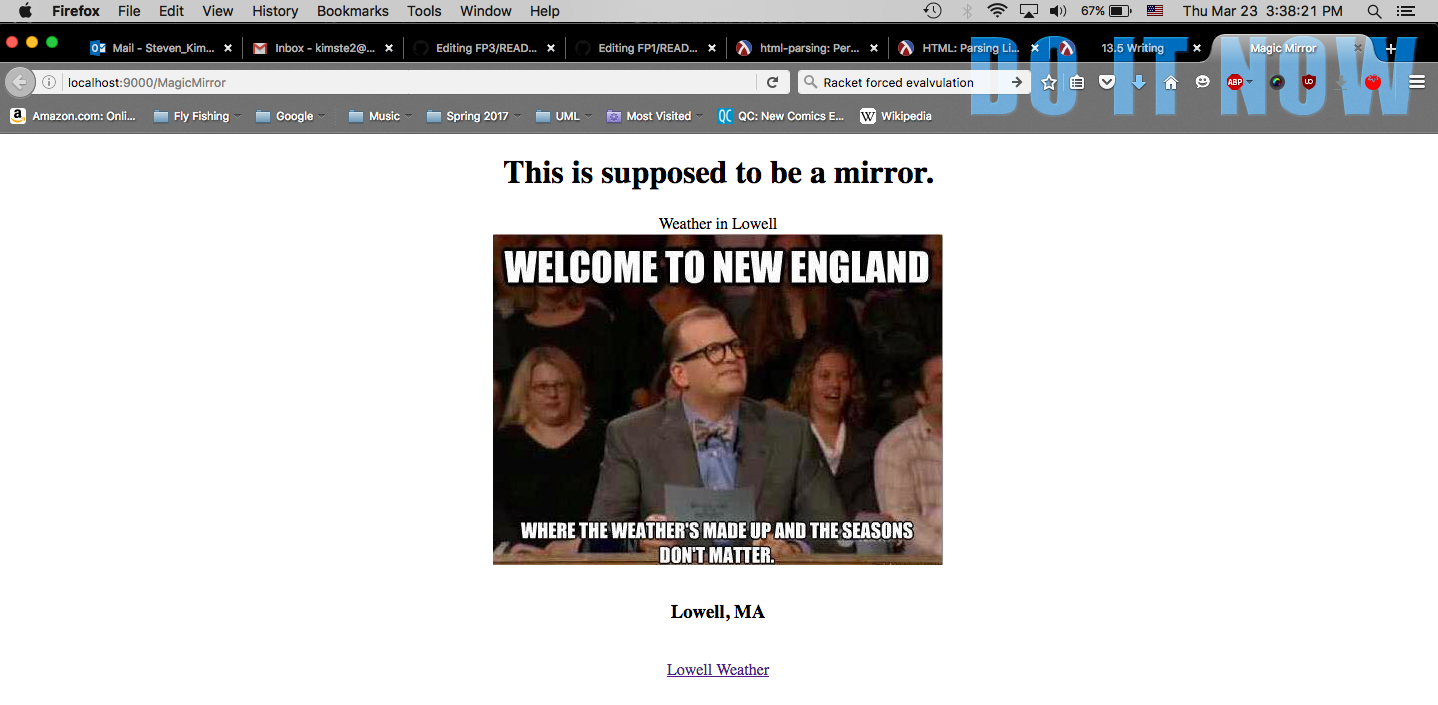 Firefox File Edit View History Bookmarks Tools Window Help 67% Thu Mar 23 3:38:21 PM
Mail - Steven_Kim... Inbox - kimste2@... Editing FP3/READ... Editing FP1/READ... html-parsing: Per... HTML: Parsing Li... 13.5 Writing Magic Mirror
DO IT NOW
localhost:9000/MagicMirror Racket forced evalvulation ABP
Amazon.com: Onli... Fly Fishing Google Music Spring 2017 UML Most Visited QC QC: New Comics E... W Wikipedia
This is supposed to be a mirror.
Weather in Lowell
WELCOME TO NEW ENGLAND
WHERE THE WEATHER'S MADE UP AND THE SEASONS
DON'T MATTER.
Lowell, MA
Lowell Weather